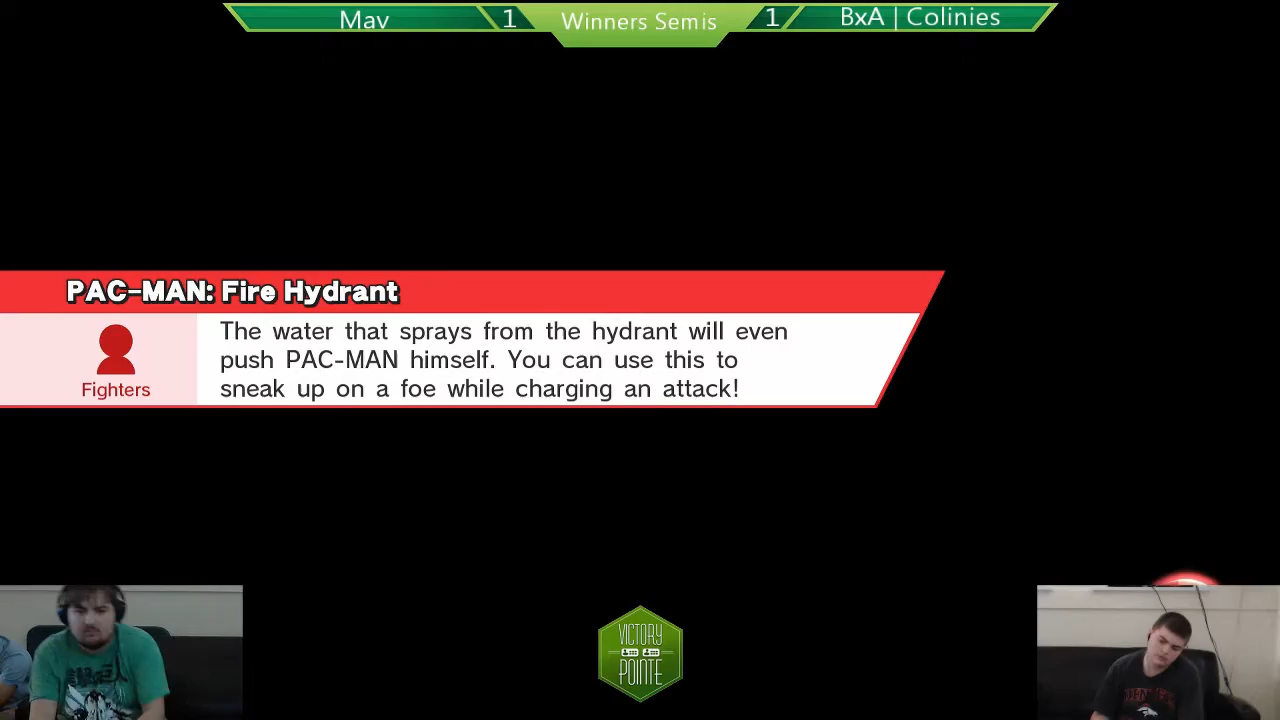 Mav 1 Winners Semis 1 BxA | Colinies
PAC-MAN: Fire Hydrant
The water that sprays from the hydrant will even
push PAC-MAN himself. You can use this to
sneak up on a foe while charging an attack!
Fighters
VICTORY
POINTE